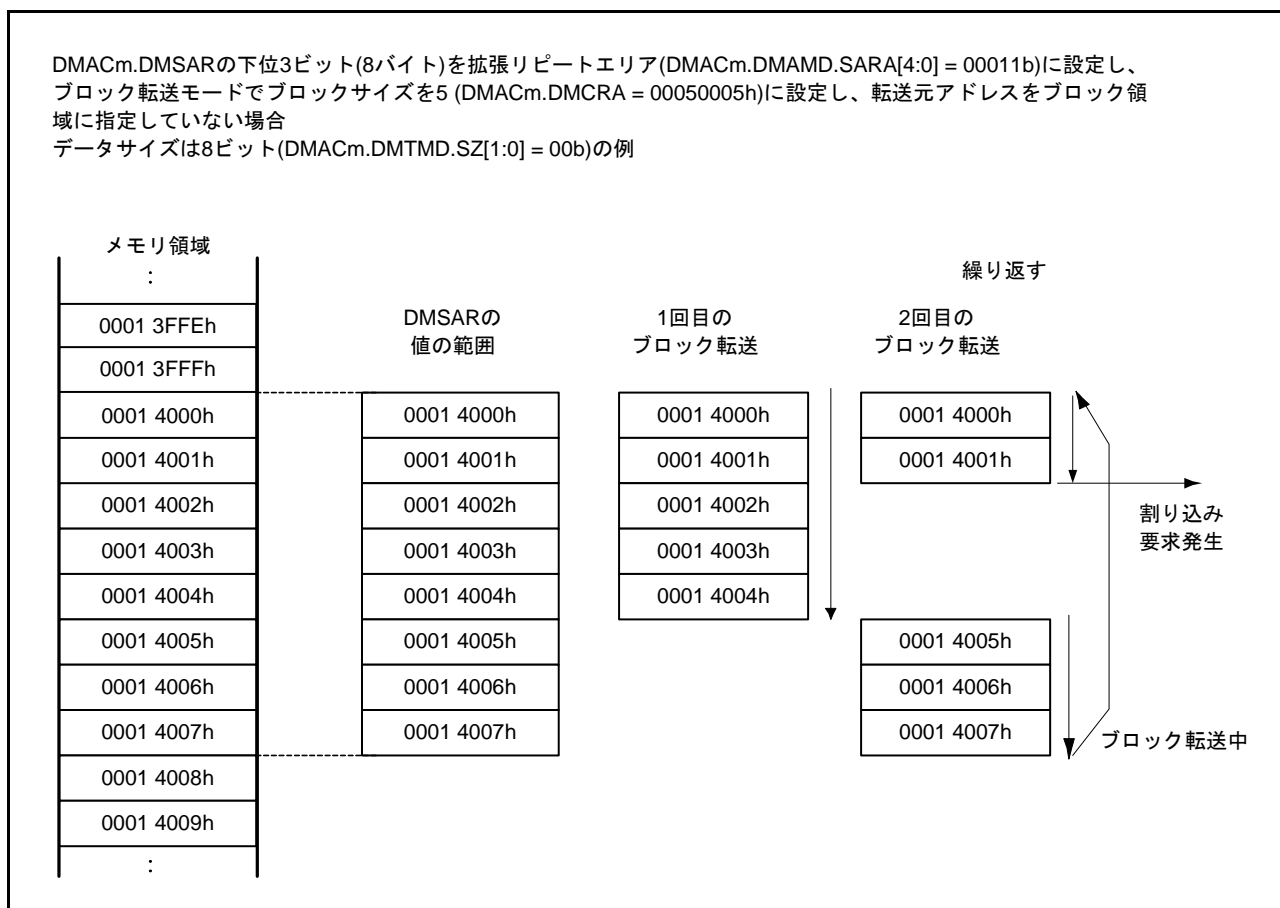 DMACm.DMSARの下位3ビット(8バイト)を拡張リピートエリア(DMACm.DMAMD.SARA[4:0] = 00011b)に設定し、
ブロック転送モードでブロックサイズを5 (DMACm.DMCRA = 00050005h)に設定し、転送元アドレスをブロック領
域に指定していない場合
データサイズは8ビット(DMACm.DMTMD.SZ[1:0] = 00b)の例
メモリ領域
:
0001 3FFEh
0001 3FFFh
0001 4000h
0001 4001h
0001 4002h
0001 4003h
0001 4004h
0001 4005h
0001 4006h
0001 4007h
0001 4008h
0001 4009h
:
DMSARの
値の範囲
0001 4000h
0001 4001h
0001 4002h
0001 4003h
0001 4004h
0001 4005h
0001 4006h
0001 4007h
1回目の
ブロック転送
0001 4000h
0001 4001h
0001 4002h
0001 4003h
0001 4004h
繰り返す
2回目の
ブロック転送
0001 4000h
0001 4001h
割り込み
要求発生
0001 4005h
0001 4006h
0001 4007h
ブロック転送中